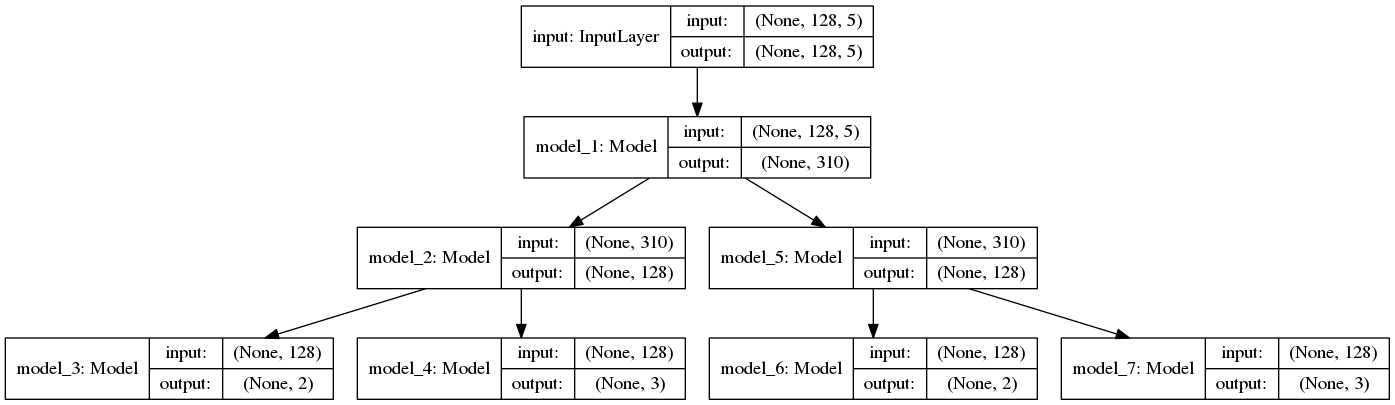 input: InputLayer
input:
(None, 128, 5)
output:
(None, 128, 5)
model_1: Model
input:
(None, 128, 5)
output:
(None, 310)
model_2: Model
input:
(None, 310)
output:
(None, 128)
model_5: Model
input:
(None, 310)
output:
(None, 128)
model_3: Model
input:
(None, 128)
output:
(None, 2)
model_4: Model
input:
(None, 128)
output:
(None, 3)
model_6: Model
input:
(None, 128)
output:
(None, 2)
model_7: Model
input:
(None, 128)
output:
(None, 3)